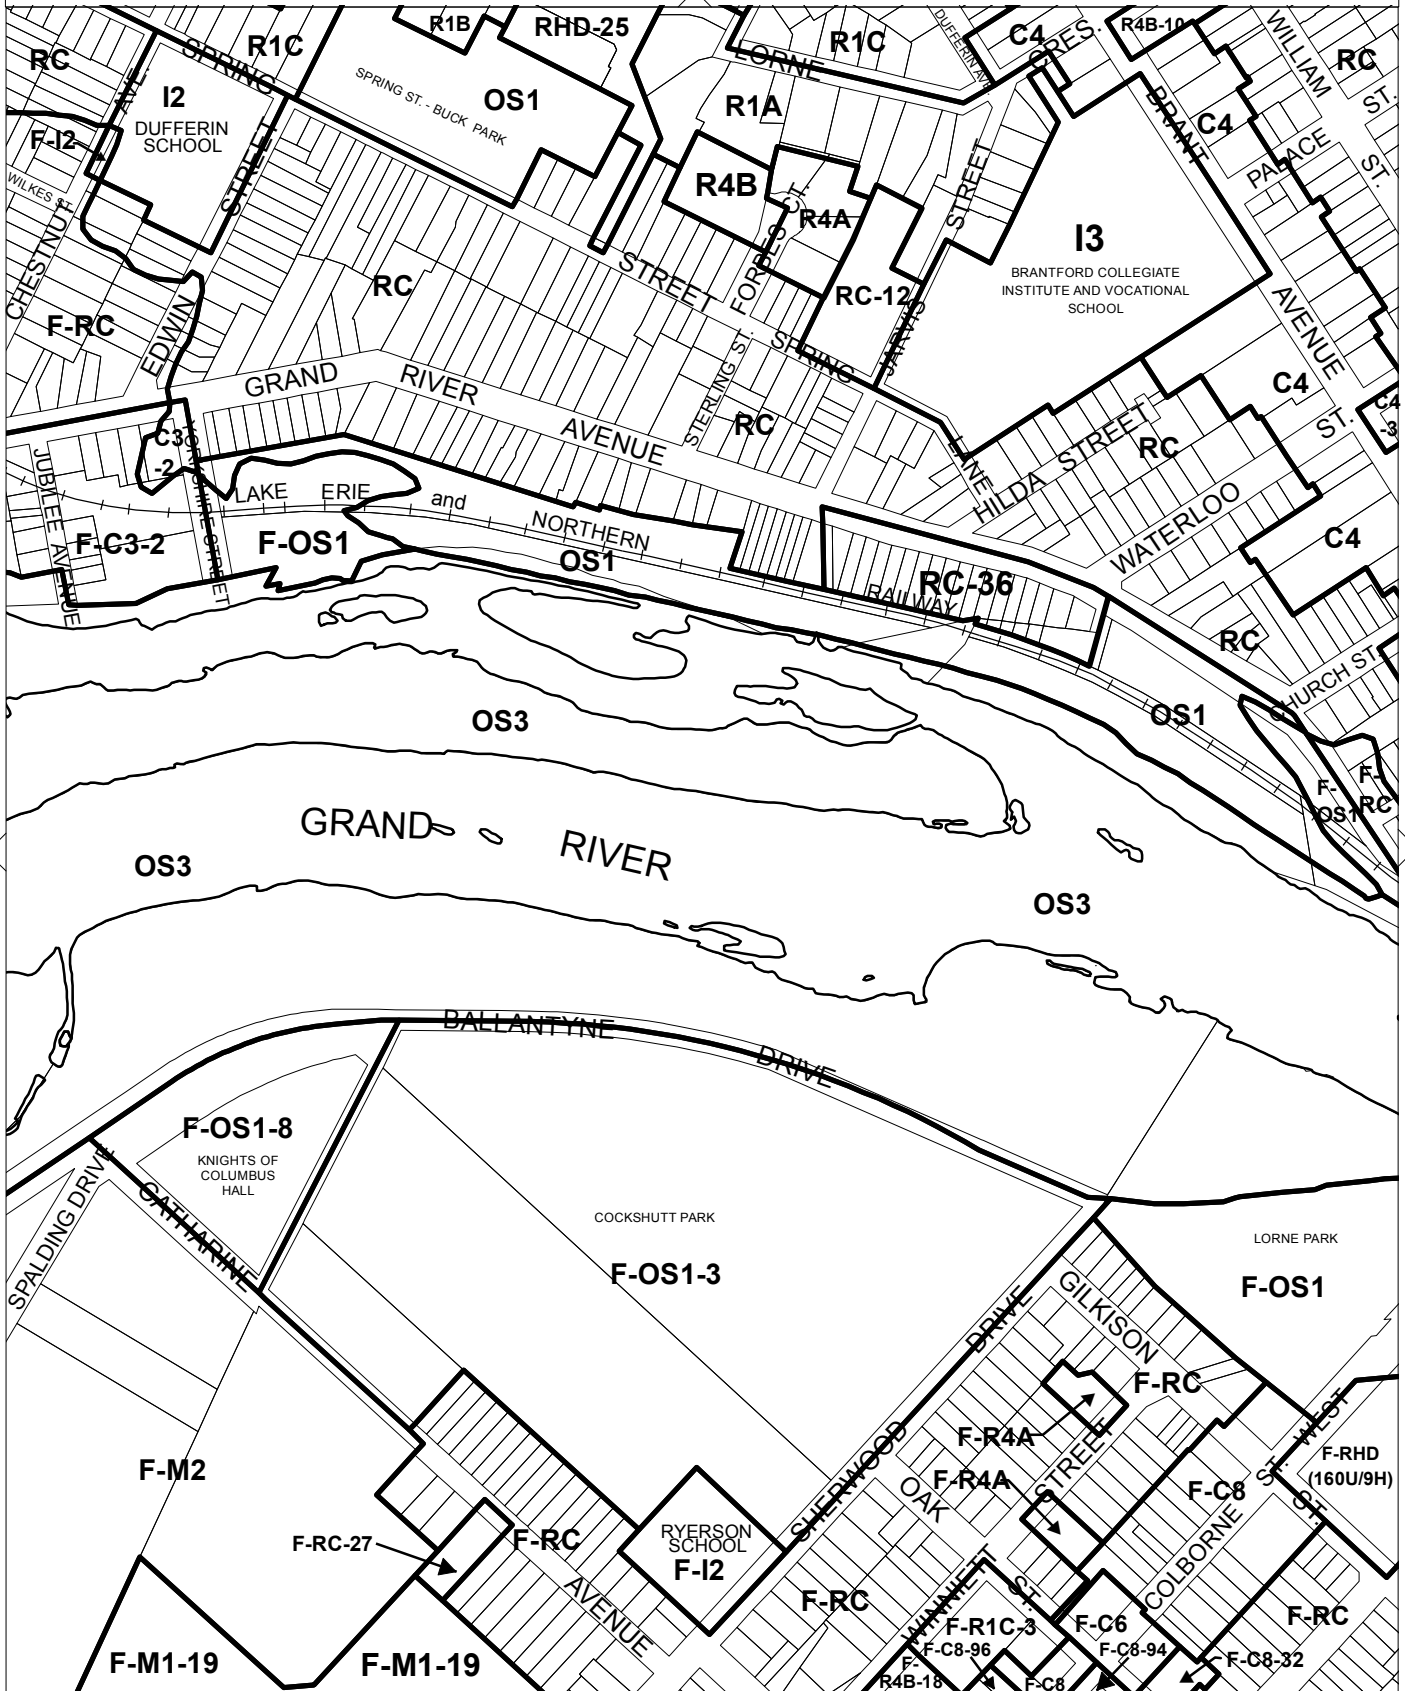 R1B
RHD-25
R1C
RC
SPRING
AVE.
I2
DUFFERIN
SCHOOL
STREET
F-I2
WILKES ST.
CHESTNUT
SPRING ST. - BUCK PARK
OS1
LORNE
R1C
DUFFERIN AVE.
C4
CRES.
R4B-10
WILLIAM
ST.
RC
R1A
BRANT
C4
PALACE
ST.
R4B
FORBES CT.
R4A
STREET
I3
BRANTFORD COLLEGIATE
INSTITUTE AND VOCATIONAL
SCHOOL
RC
STREET
RC-12
JARVIS
SPRING
AVENUE
F-RC
EDWIN
GRAND
RIVER
AVENUE
STERLING ST.
RC
C4
C4
-3
ST.
LANE
HILDA STREET
RC
WATERLOO
C4
C3
-2
YORKSHIRE STREET
JUBILEE AVENUE
LAKE
ERIE
and
NORTHERN
RAILWAY
F-C3-2
F-OS1
OS1
RC-36
RC
CHURCH ST.
OS1
F-
OS1
F-
RC
OS3
GRAND
RIVER
OS3
OS3
BALLANTYNE
DRIVE
F-OS1-8
KNIGHTS OF
COLUMBUS
HALL
SPALDING DRIVE
CATHARINE
COCKSHUTT PARK
F-OS1-3
LORNE PARK
F-OS1
GILKISON
DRIVE
F-RC
F-R4A
F-R4A
STREET
SHERWOOD
OAK
ST. WEST
F-RHD
(160U/9H)
F-C8
ST.
COLBORNE
F-M2
F-RC-27
F-RC
RYERSON
SCHOOL
F-I2
AVENUE
F-RC
WINNIETT
ST.
F-R1C-3
F-C6
F-RC
F-C8-96
F-C8-94
F-C8-32
F-
R4B-18
F-C8
F-M1-19
F-M1-19